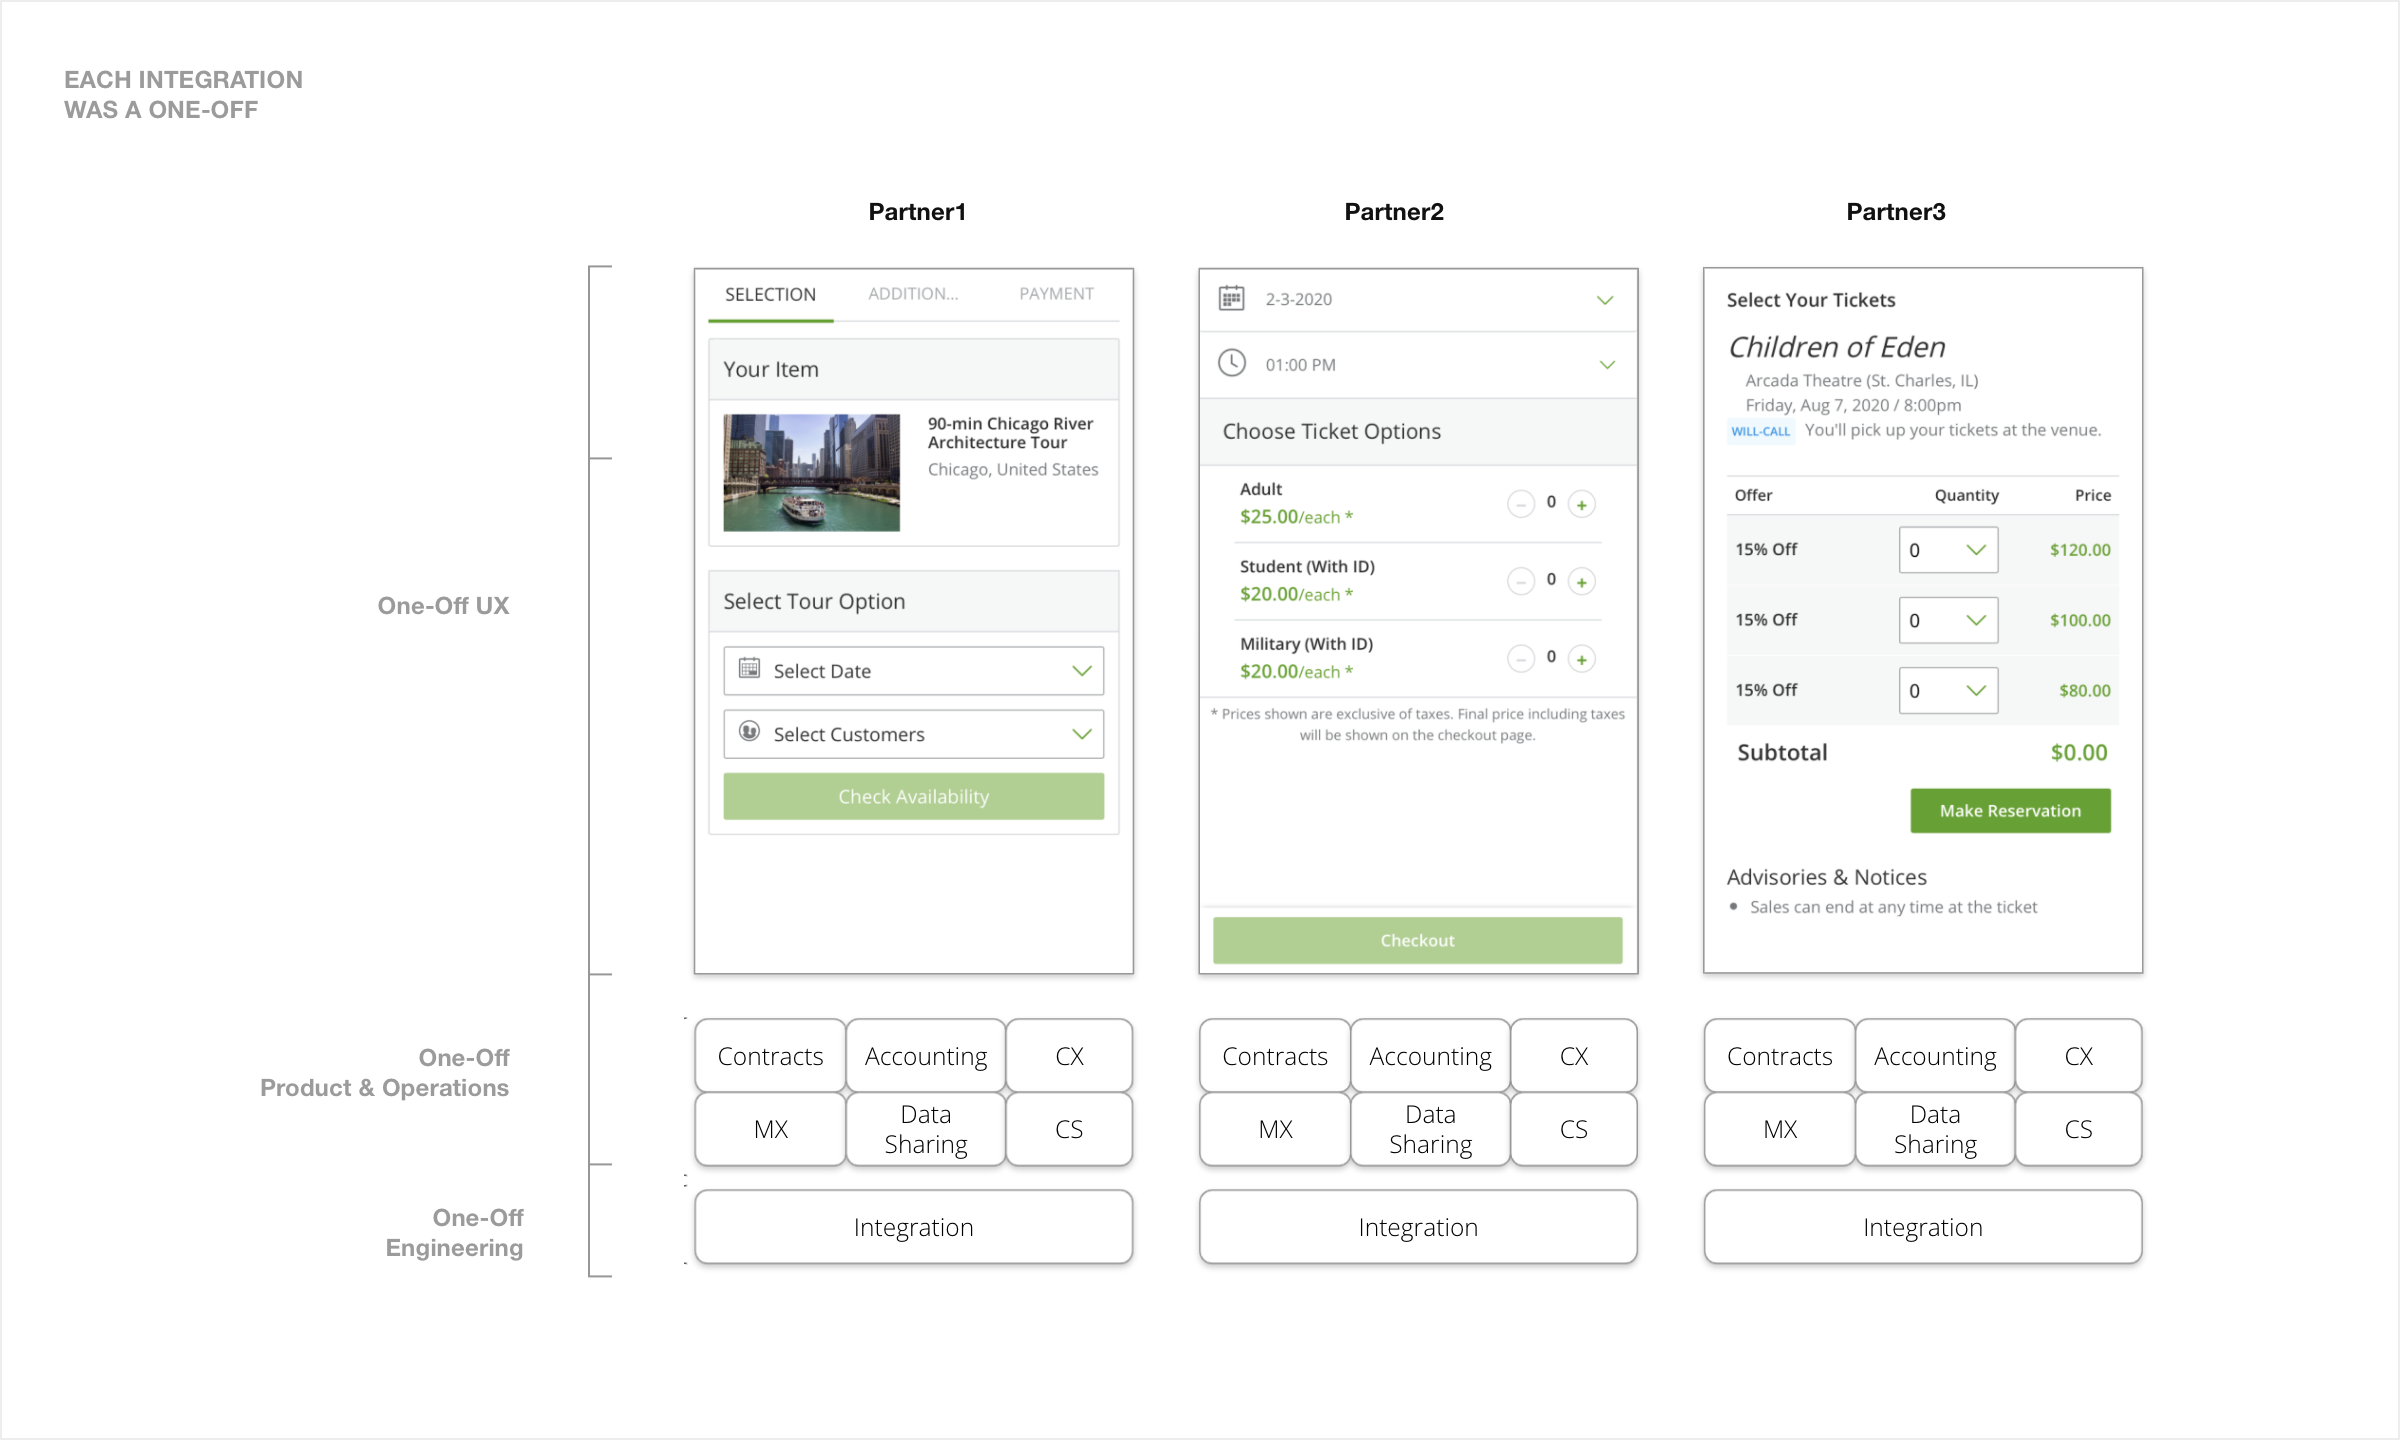 EACH INTEGRATION
WAS A ONE-OFF
Partner1
Partner2
Partner3
One-Off UX
SELECTION
ADDITION...
PAYMENT
Your Item
90-min Chicago River
Architecture Tour
Chicago, United States
Select Tour Option
Select Date
Select Customers
Check Availability
2-3-2020
01:00 PM
Choose Ticket Options
Adult
$25.00/each *
0
Student (With ID)
$20.00/each *
0
Military (With ID)
$20.00/each *
0
* Prices shown are exclusive of taxes. Final price including taxes
will be shown on the checkout page.
Checkout
Select Your Tickets
Children of Eden
Arcada Theatre (St. Charles, IL)
Friday, Aug 7, 2020 / 8:00pm
WILL-CALL You'll pick up your tickets at the venue.
Offer Quantity Price
15% Off 0 $120.00
15% Off 0 $100.00
15% Off 0 $80.00
Subtotal $0.00
Make Reservation
Advisories & Notices
• Sales can end at any time at the ticket
One-Off
Product & Operations
Contracts Accounting CX
MX Data Sharing CS
Contracts Accounting CX
MX Data Sharing CS
Contracts Accounting CX
MX Data Sharing CS
One-Off
Engineering
Integration
Integration
Integration